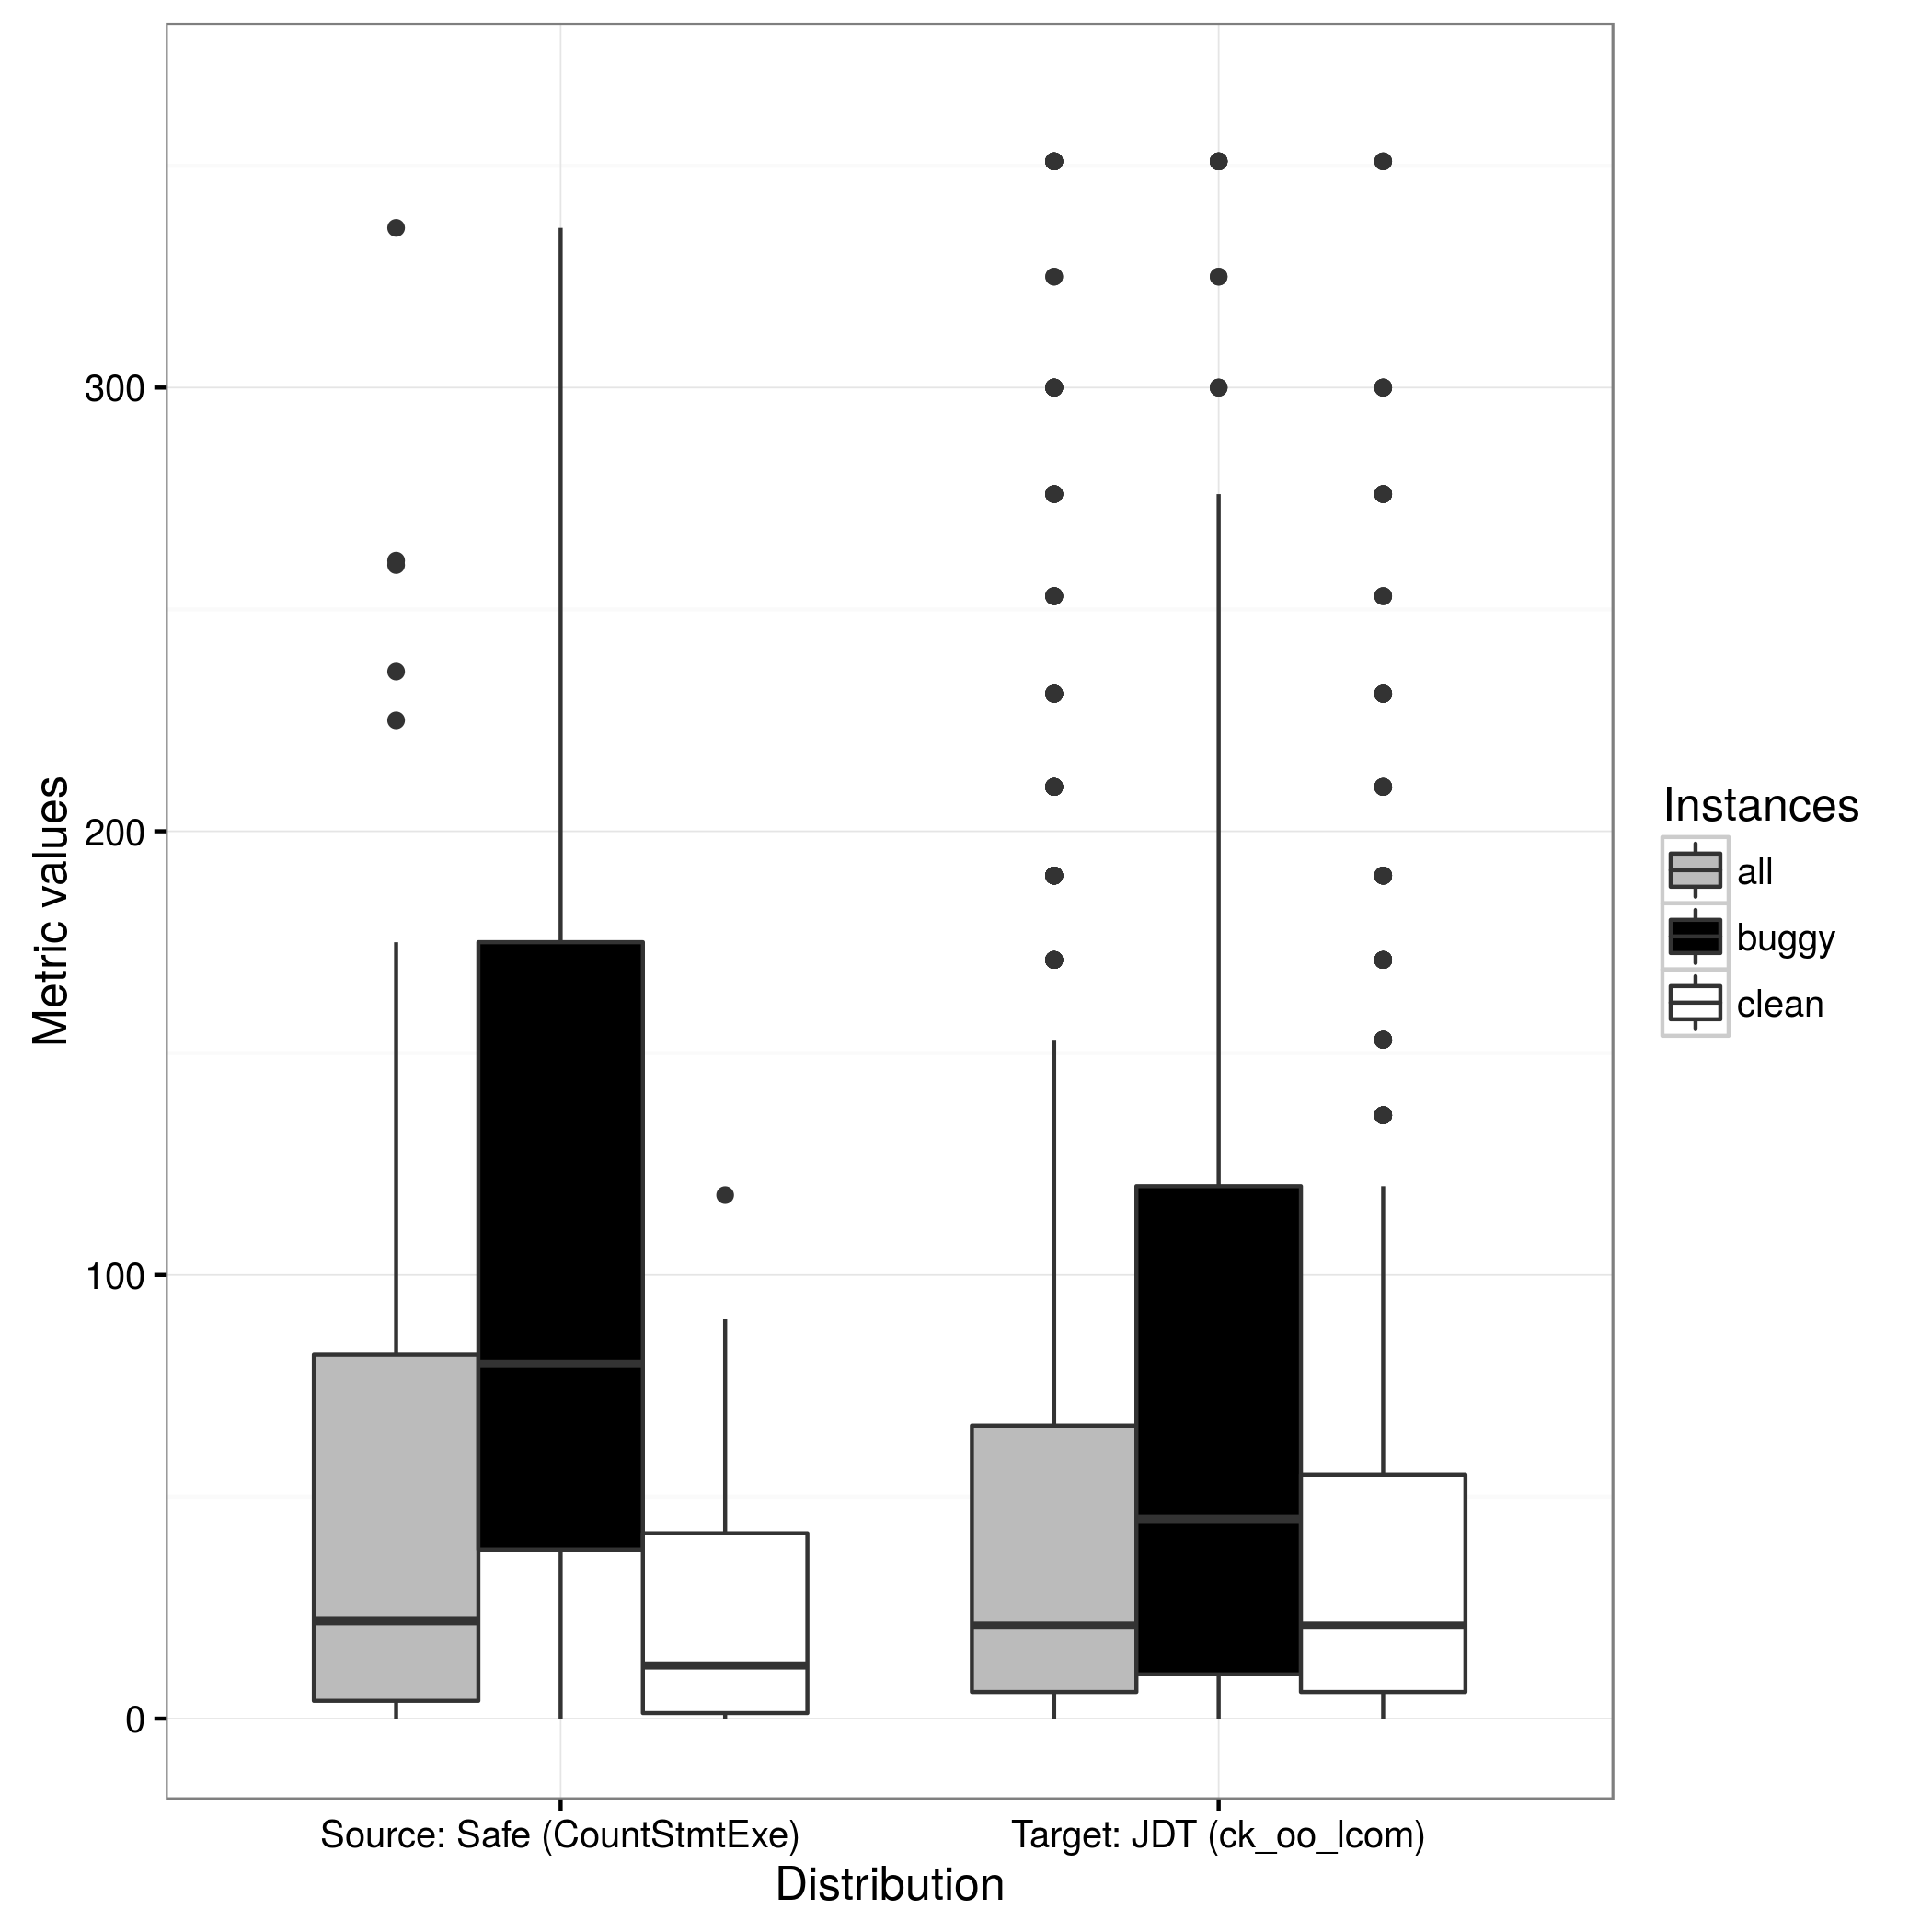 Metric values
300
200
100
0
Source: Safe (CountStmtExe)
Target: JDT (ck_oo_lcom)
Distribution
Instances
all
buggy
clean